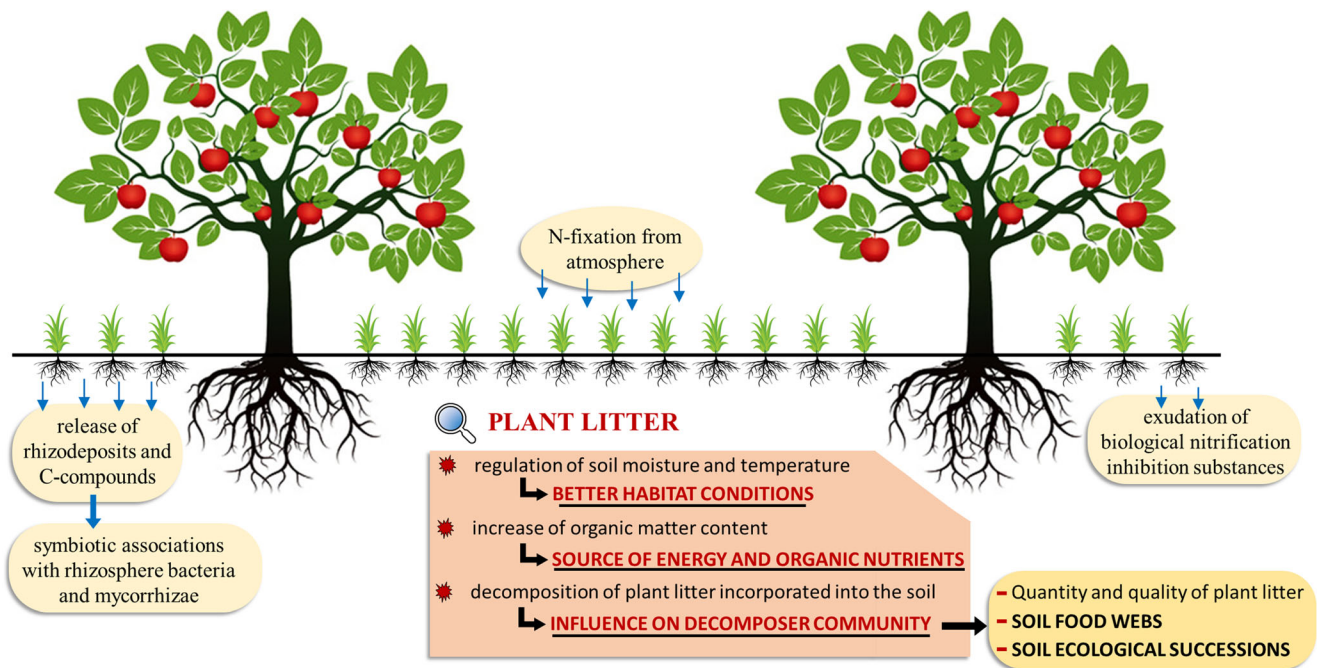 N-fixation from
atmosphere
release of
rhizodeposits and
C-compounds
symbiotic associations
with rhizosphere bacteria
and mycorrhizae
exudation of
biological nitrification
inhibition substances
PLANT LITTER
regulation of soil moisture and temperature
BETTER HABITAT CONDITIONS
increase of organic matter content
SOURCE OF ENERGY AND ORGANIC NUTRIENTS
decomposition of plant litter incorporated into the soil
INFLUENCE ON DECOMPOSER COMMUNITY
- Quantity and quality of plant litter
- SOIL FOOD WEBS
- SOIL ECOLOGICAL SUCCESSIONS